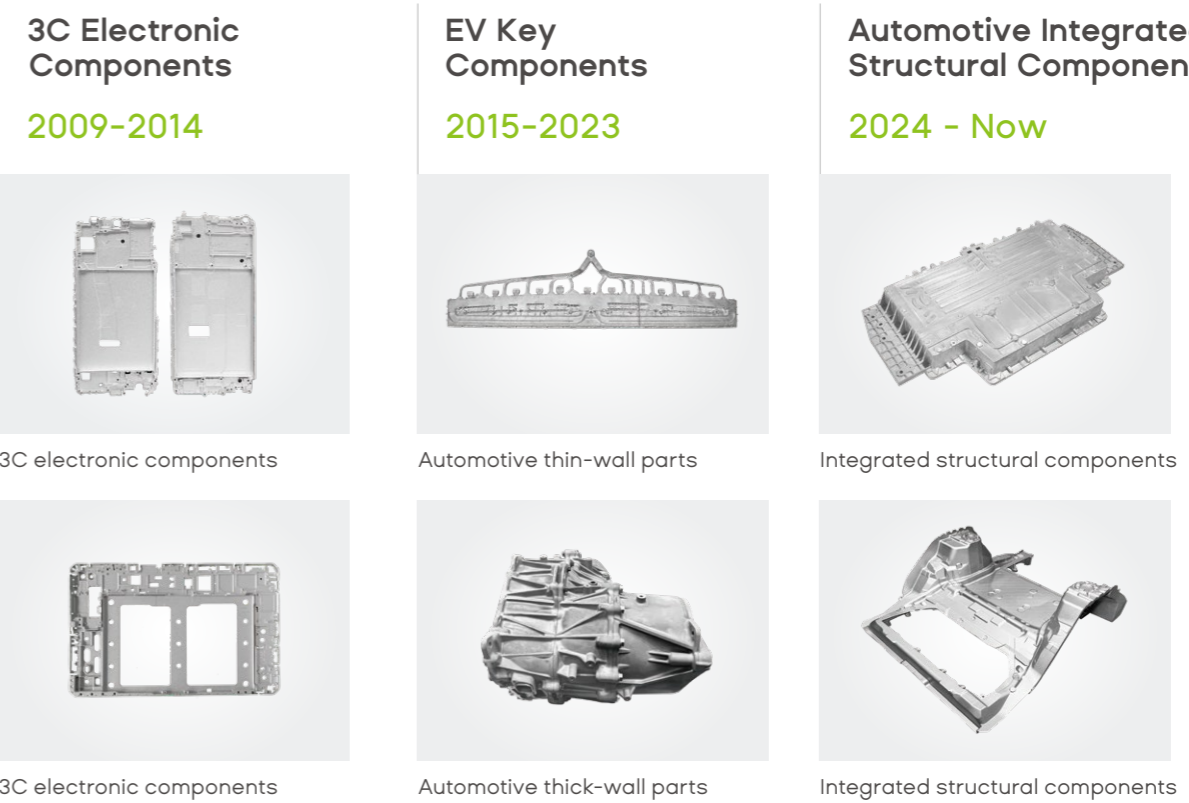 3C Electronic
Components
2009-2014
3C electronic components
3C electronic components
EV Key
Components
2015-2023
Automotive thin-wall parts
Automotive thick-wall parts
Automotive Integrate
Structural Componen
2024 - Now
Integrated structural components
Integrated structural components